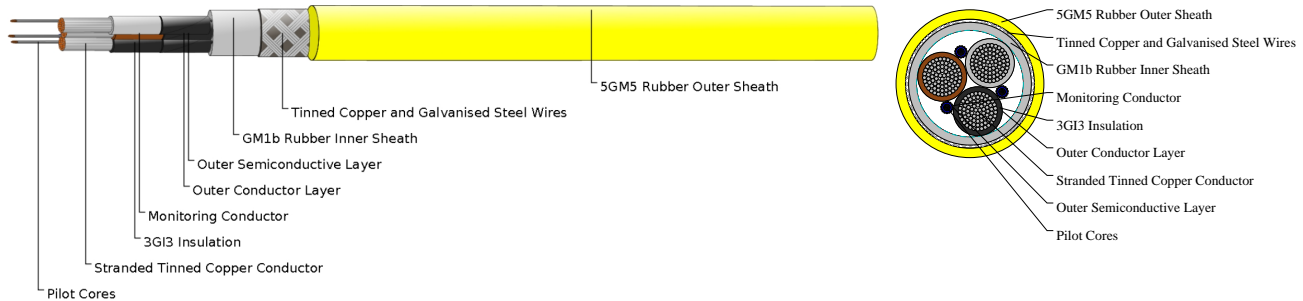 5GM5 Rubber Outer Sheath
Tinned Copper and Galvanised Steel Wires
GM1b Rubber Inner Sheath
Outer Semiconductive Layer
Outer Conductor Layer
Monitoring Conductor
3GI3 Insulation
Stranded Tinned Copper Conductor
Pilot Cores
5GM5 Rubber Outer Sheath
Tinned Copper and Galvanised Steel Wires
GM1b Rubber Inner Sheath
Monitoring Conductor
3GI3 Insulation
Outer Conductor Layer
Stranded Tinned Copper Conductor
Outer Semiconductive Layer
Pilot Cores